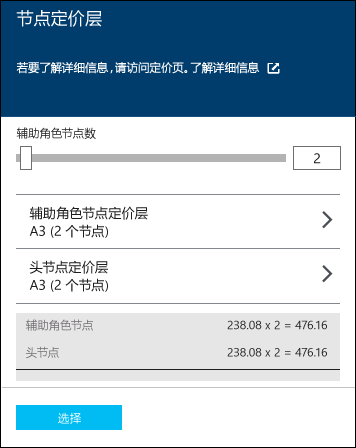 节点定价层
若要了解详细信息,请访问定价页。了解详细信息
辅助角色节点数
2
辅助角色节点定价层
A3 (2 个节点)
头节点定价层
A3 (2 个节点)
辅助角色节点 238.08 x 2 = 476.16
头节点 238.08 x 2 = 476.16
选择